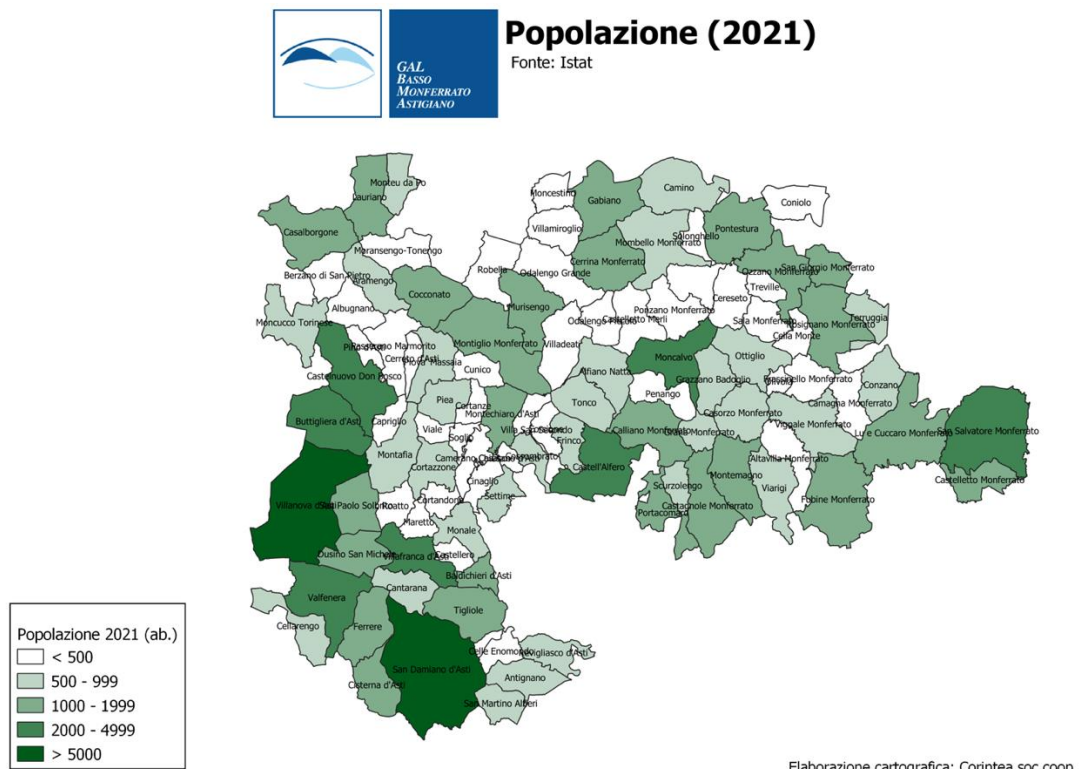 Popolazione (2021)
Fonte: Istat
GAL
BASSO
MONFERRATO
ASTIGIANO
Monteu da Po
Lauriano
Casalborgone
Moransengo-Tonengo
Berzano di San Pietro
Aramengo
Albugnano
Moncucco Torinese
Cocconato
Robella
Moncestino
Villamiroglio
Odalengo Grande
Gabiano
Camino
Solonghello
Mombello Monferrato
Cerrina Monferrato
Pontestura
Coniolo
Ozzano Monferrato
San Giorgio Monferrato
Treville
Cereseto
Ponzano Monferrato
Sala Monferrato
Rosignano Monferrato
Terruggia
Cella Monte
Murisengo
Montiglio Monferrato
Villadeati
Odalengo Piccolo
Castelletto Merli
Moncalvo
Alfiano Natta
Ottiglio
Grazzano Badoglio
Penango
Frassinello Monferrato
Olivola
Conzano
Camagna Monferrato
Casorzo Monferrato
Vignale Monferrato
Lu e Cuccaro Monferrato
San Salvatore Monferrato
Castelletto Monferrato
Altavilla Monferrato
Viarigi
Fubine Monferrato
Montemagno
Castagnole Monferrato
Scurzolengo
Portacomaro
Grana Monferrato
Calliano Monferrato
Tonco
Frinco
Castell'Alfero
Passerano Marmorito
Cerreto d'Asti
Piovà Massaia
Castelnuovo Don Bosco
Cunico
Piea
Cortanze
Montechiaro d'Asti
Buttigliera d'Asti
Capriglio
Viale
Soglio
Montafia
Cortazzone
Cinaglio
Settime
Villanova d'Asti
San Paolo Solbrito
Roatto
Cortandone
Maretto
Monale
Castellero
Dusino San Michele
Villafranca d'Asti
Baldichieri d'Asti
Cantarana
Tigliole
Valfenera
Cellarengo
Ferrere
San Damiano d'Asti
Celle Enomondo
Revigliasco d'Asti
Antignano
Cisterna d'Asti
San Martino Alfieri
Popolazione 2021 (ab.)
< 500
500 - 999
1000 - 1999
2000 - 4999
> 5000
Elaborazione cartografica: Corintea soc.coop